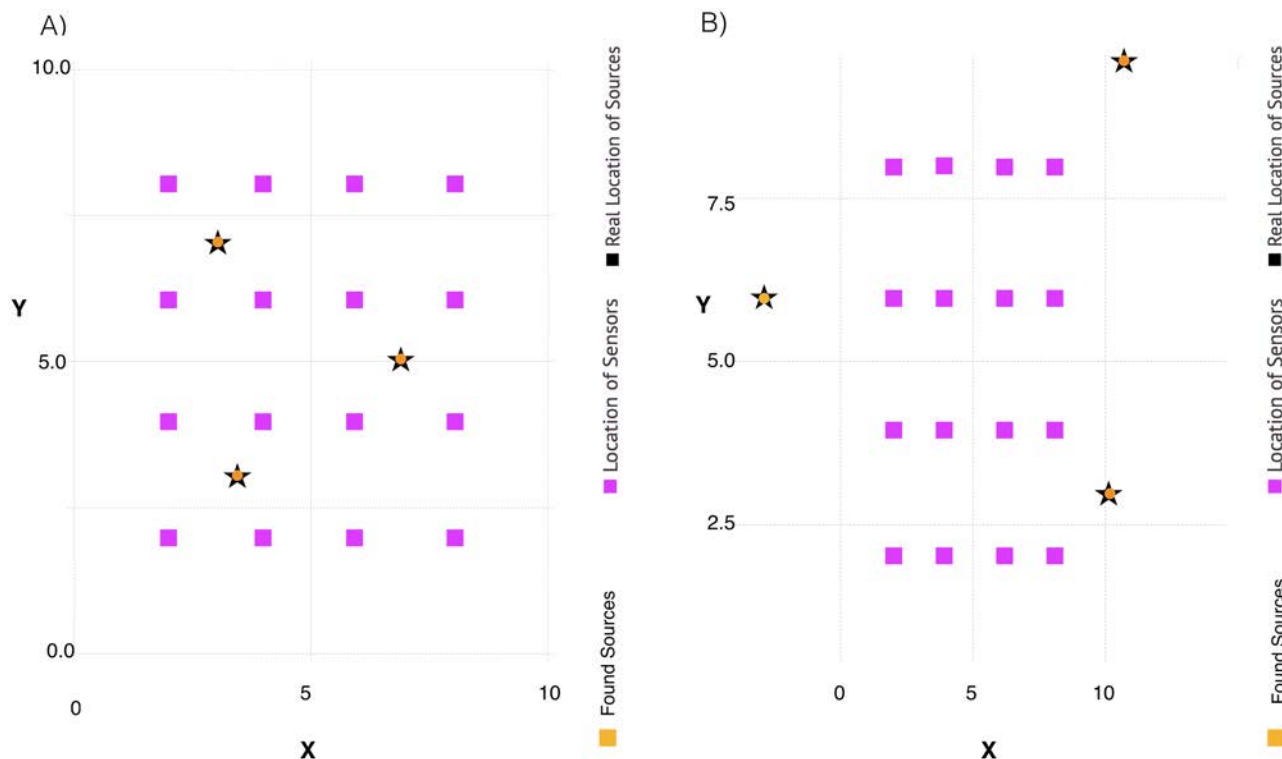 A)
10.0
5.0
0.0
Y
0
5
10
X
Real Location of Sources
Location of Sensors
Found Sources
B)
7.5
5.0
2.5
Y
0
5
10
X
Real Location of Sources
Location of Sensors
Found Sources